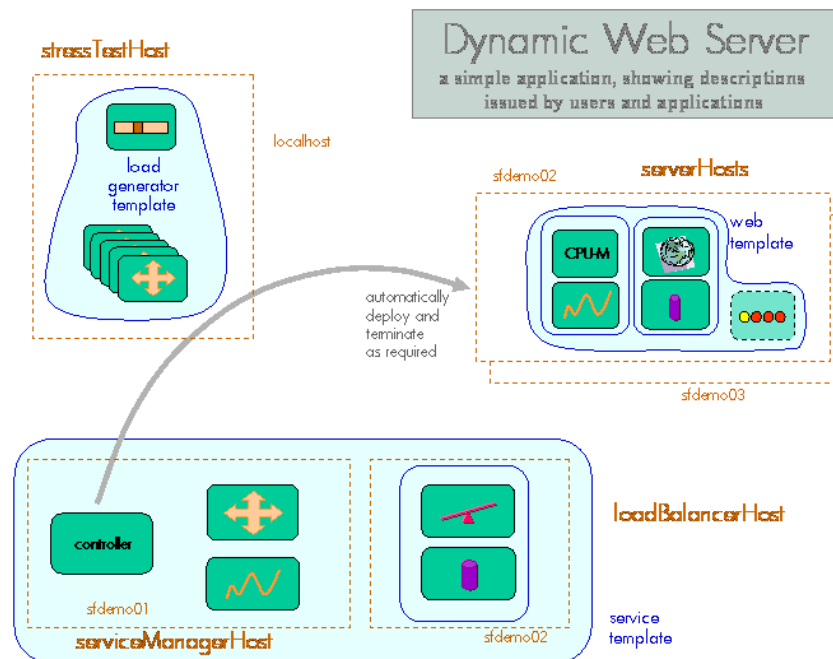 Dynamic Web Server
a simple application, showing descriptions
issued by users and applications
stressTestHost
localhost
load
generator
template
serverHosts
sfdemo02
web
template
CPU-M
automatically
deploy and
terminate
as required
sfdemo03
controller
sfdemo01
serviceManagerHost
loadBalancerHost
sfdemo02
service
template